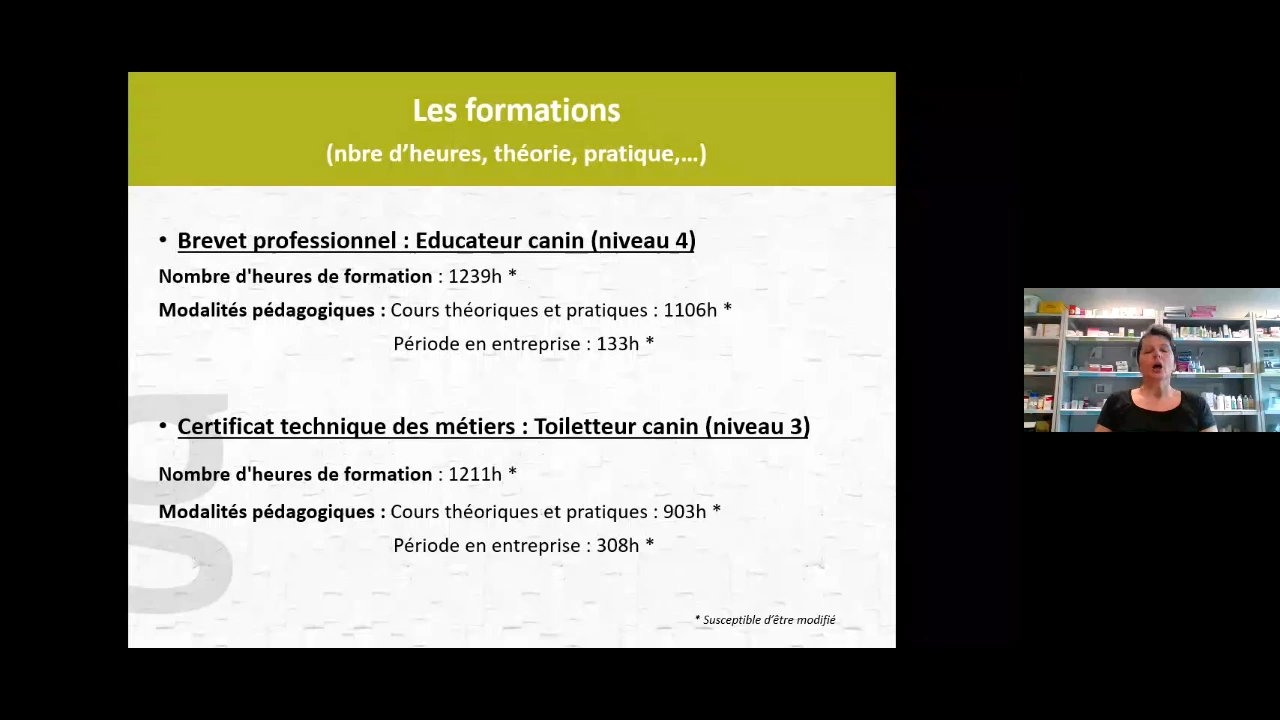 Les formations
(nbre d’heures, théorie, pratique,…)
• Brevet professionnel : Educateur canin (niveau 4)
Nombre d'heures de formation : 1239h *
Modalités pédagogiques : Cours théoriques et pratiques : 1106h *
Période en entreprise : 133h *
• Certificat technique des métiers : Toiletteur canin (niveau 3)
Nombre d'heures de formation : 1211h *
Modalités pédagogiques : Cours théoriques et pratiques : 903h *
Période en entreprise : 308h *
* Susceptible d’être modifié